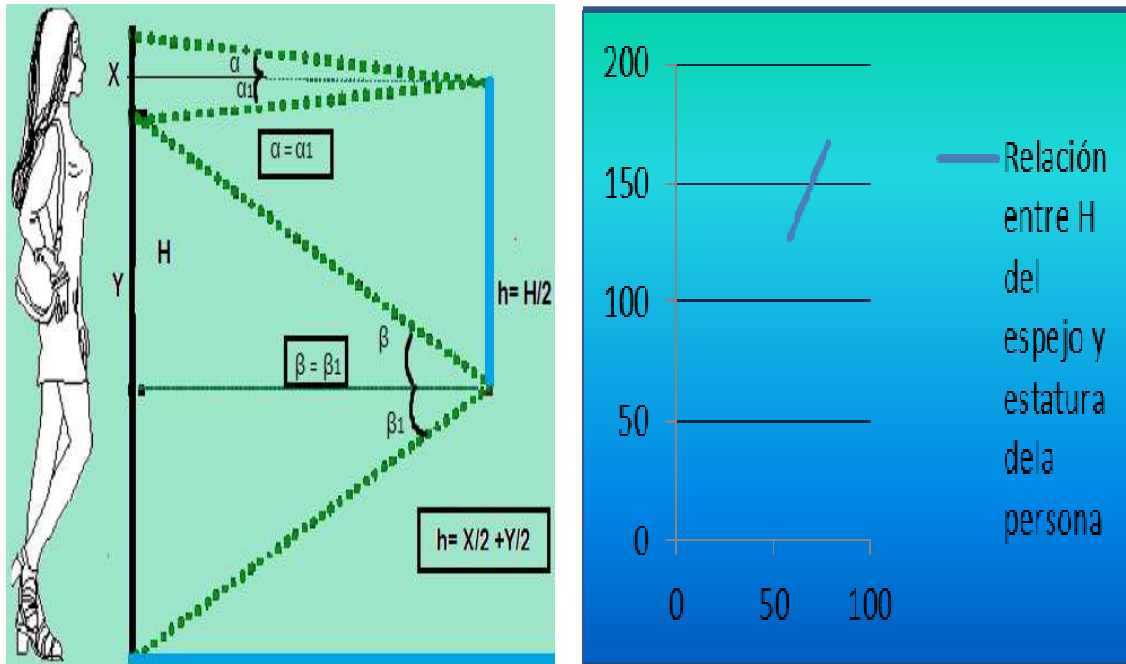 X
α
α1
α = α1
H
Y
h= H/2
β
β = β1
β1
h= X/2 +Y/2
200
150
100
50
0
0
50
100
Relación
entre H
del
espejo y
estatura
dela
persona